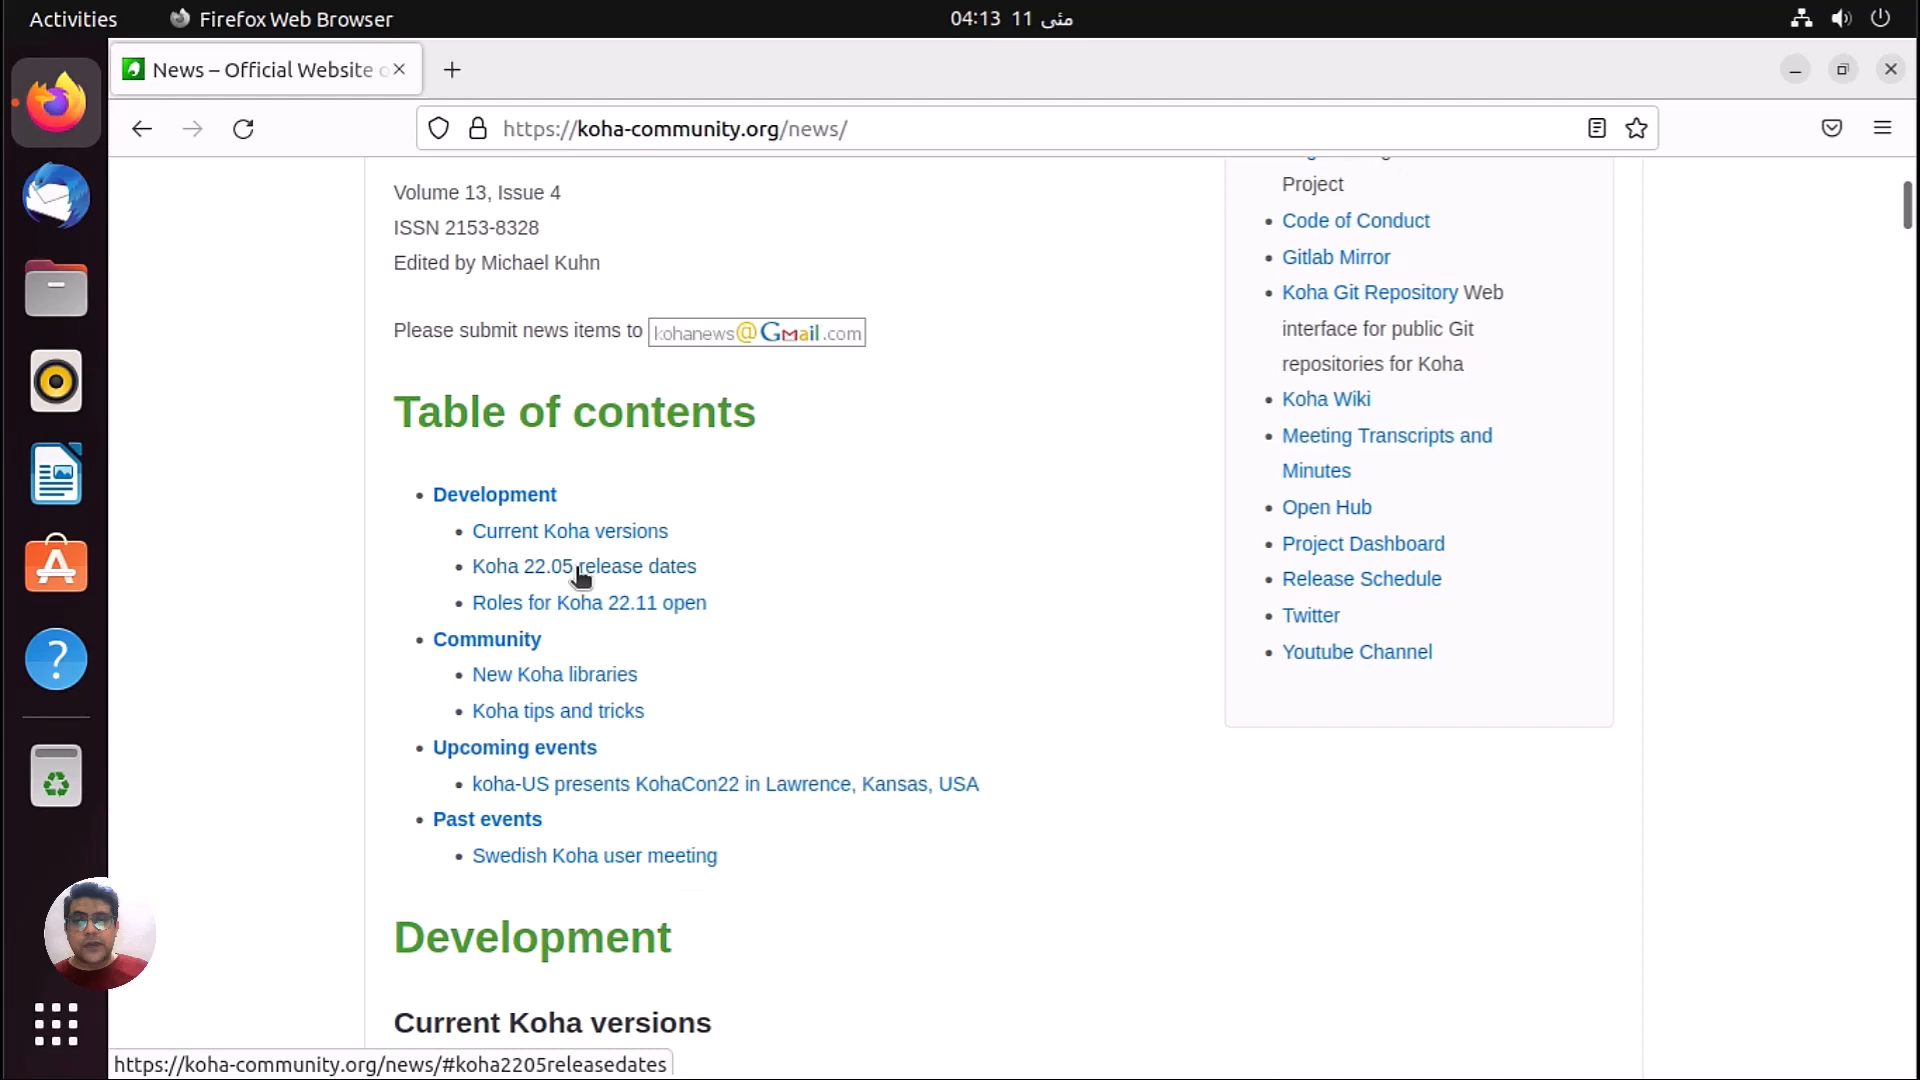 Activities
Firefox Web Browser
04:13 11 مئی
News – Official Website o
https://koha-community.org/news/
Volume 13, Issue 4
ISSN 2153-8328
Edited by Michael Kuhn
Please submit news items to kohanews@Gmail.com
Table of contents
Development
Current Koha versions
Koha 22.05 release dates
Roles for Koha 22.11 open
Community
New Koha libraries
Koha tips and tricks
Upcoming events
koha-US presents KohaCon22 in Lawrence, Kansas, USA
Past events
Swedish Koha user meeting
Development
Current Koha versions
Project
Code of Conduct
Gitlab Mirror
Koha Git Repository Web
interface for public Git
repositories for Koha
Koha Wiki
Meeting Transcripts and
Minutes
Open Hub
Project Dashboard
Release Schedule
Twitter
Youtube Channel
https://koha-community.org/news/#koha2205releasedates